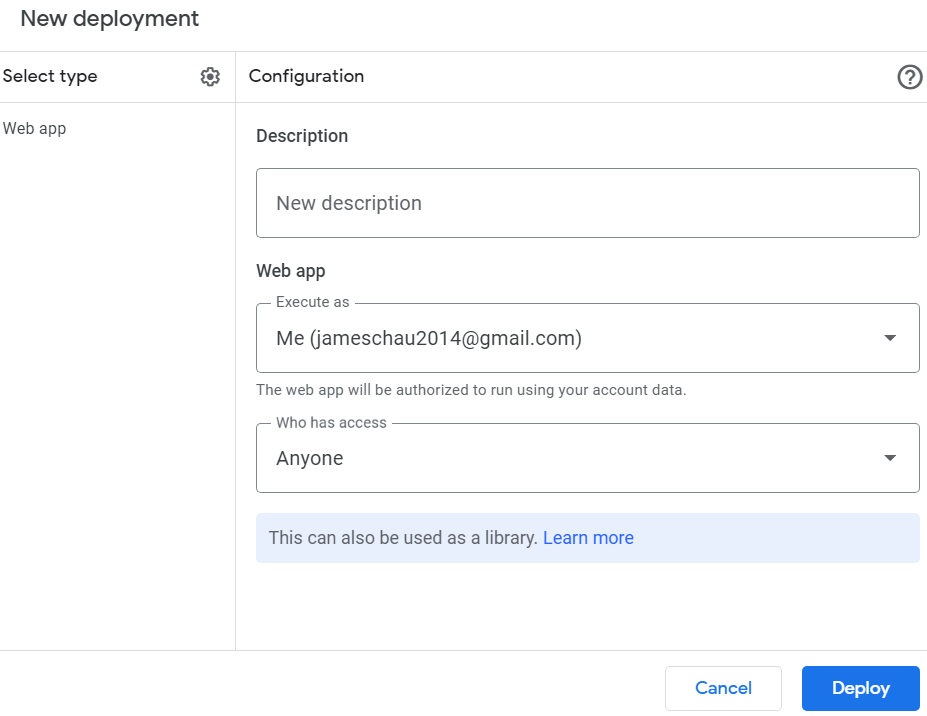 New deployment
Select type
Configuration
Web app
Description
New description
Web app
Execute as
Me (jameschau2014@gmail.com)
The web app will be authorized to run using your account data.
Who has access
Anyone
This can also be used as a library. Learn more
Cancel
Deploy